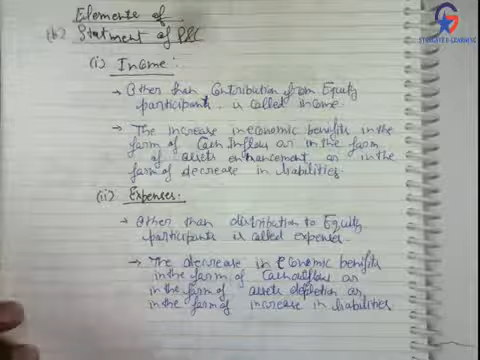 Elements of
(b) Statment of P&L
(i) Income:
→ Other than Contribution from Equity
participants is called income.
→ The increase in economic benefits in the
form of Cash Inflow or in the form
of assets enhancement or in the
form of decrease in liabilities
(ii) Expenses:
→ Other than distribution to Equity
participants is called expenses.
→ The decrease in Economic benefits
in the form of Cash outflow or
in the form of assets depletion or
in the form of increase in liabilities.